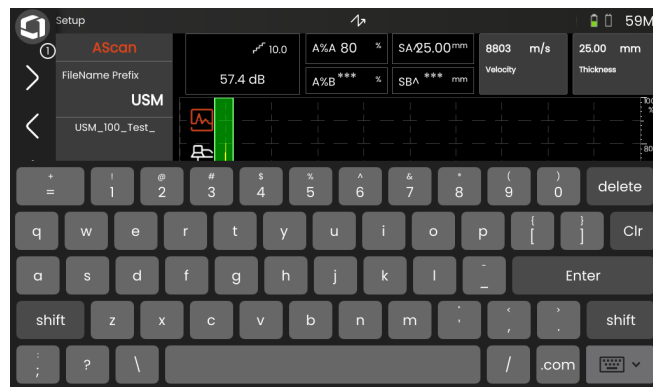 Setup
59M
1
AScan
10.0
A%A 80 %
SA 25.00 mm
8803 m/s
25.00 mm
FileName Prefix
57.4 dB
A%B *** %
SB^ *** mm
Velocity
Thickness
USM
100
%
USM_100_Test_
80
+ ! @ # $ % ^ & * ( )
= 1 2 3 4 5 6 7 8 9 0 delete
{ }
q w e r t y u i o p [ ] Clr
-
a s d f g h j k l _ Enter
" < >
shift z x c v b n m ' , . shift
:
; ? \ / .com